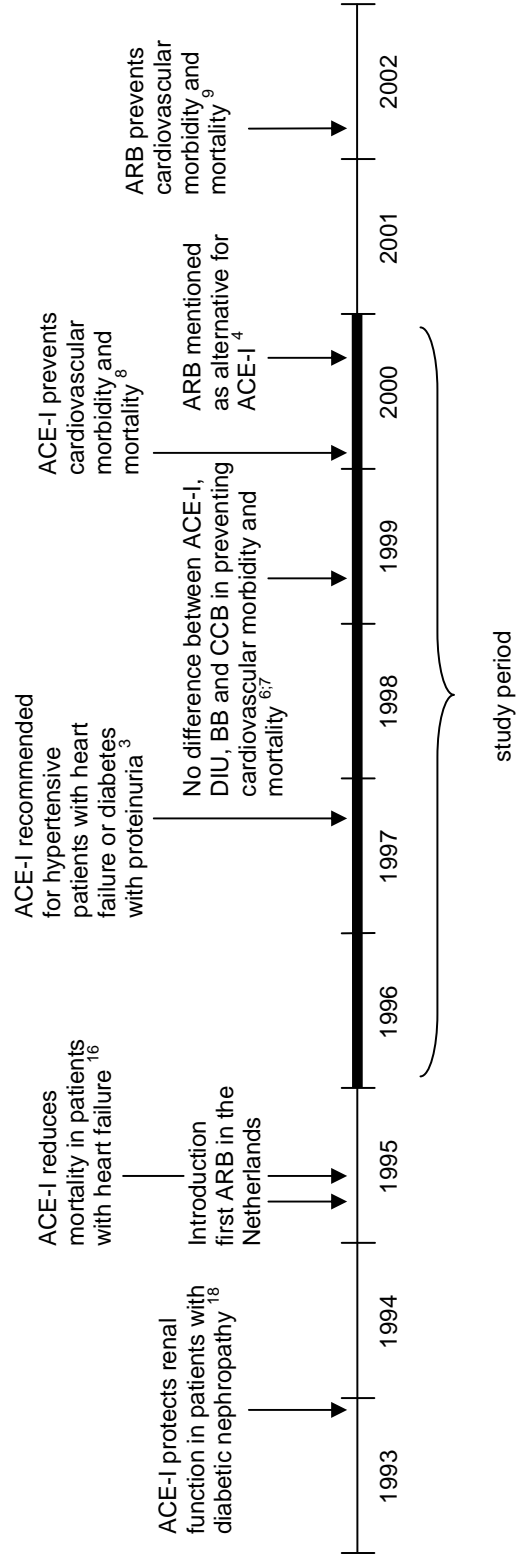 ACE-I protects renal
function in patients with
diabetic nephropathy 18
ACE-I reduces
mortality in patients
with heart failure 16
Introduction
first ARB in the
Netherlands
ACE-I recommended
for hypertensive
patients with heart
failure or diabetes
with proteinuria 3
No difference between ACE-I,
DIU, BB and CCB in preventing
cardiovascular morbidity and
mortality 6;7
ACE-I prevents
cardiovascular
morbidity and
mortality 8
ARB mentioned
as alternative for
ACE-I 4
ARB prevents
cardiovascular
morbidity and
mortality 9
1993
1994
1995
1996
1997
1998
1999
2000
2001
2002
study period